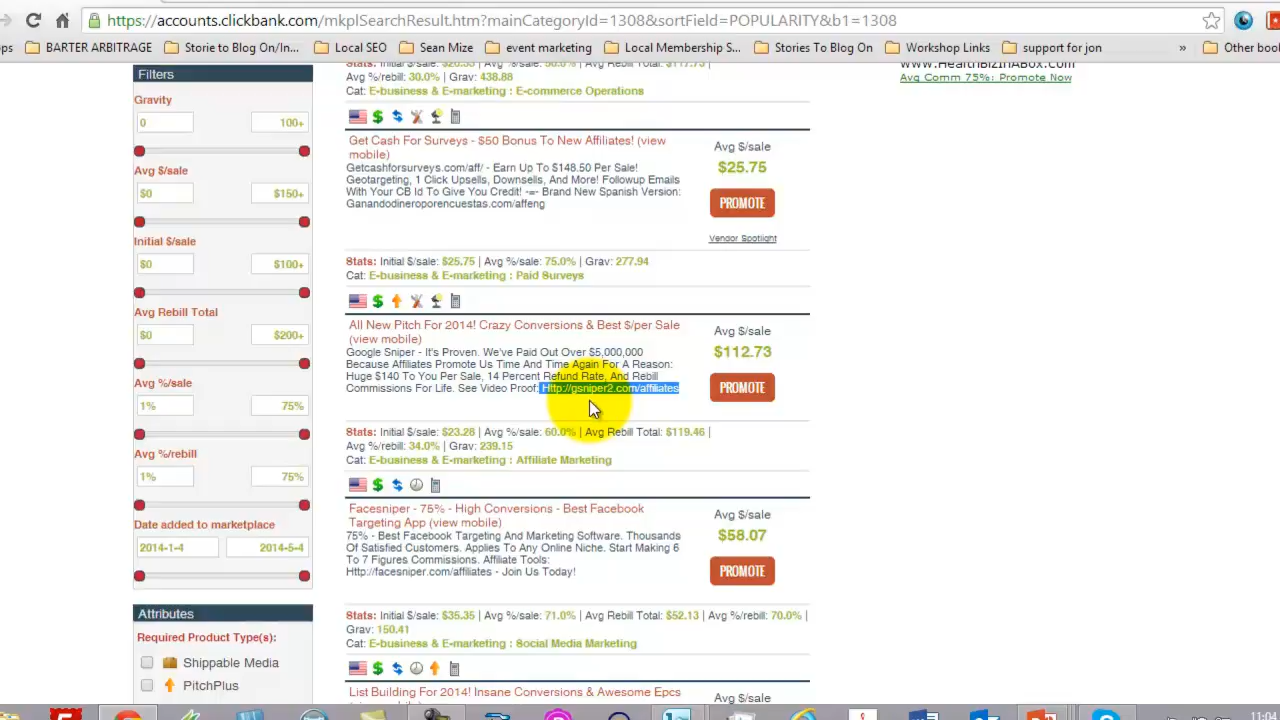 https://accounts.clickbank.com/mkplSearchResult.htm?mainCategoryId=1308&sortField=POPULARITY&b1=1308
BARTER ARBITRAGE
Storie to Blog On/In...
Local SEO
Sean Mize
event marketing
Local Membership S...
Stories To Blog On
Workshop Links
support for jon
»
Other boo
Filters
Gravity
0 100+
Avg $/sale
$0 $150+
Initial $/sale
$0 $100+
Avg Rebill Total
$0 $200+
Avg %/sale
1% 75%
Avg %/rebill
1% 75%
Date added to marketplace
2014-1-4 2014-5-4
Attributes
Required Product Type(s):
Shippable Media
PitchPlus
Avg %/rebill: 30.0% | Grav: 438.88
Cat: E-business & E-marketing : E-commerce Operations
Get Cash For Surveys - $50 Bonus To New Affiliates! (view
mobile)
Getcashforsurveys.com/aff/ - Earn Up To $148.50 Per Sale!
Geotargeting, 1 Click Upsells, Downsells, And More! Followup Emails
With Your CB Id To Give You Credit! -=- Brand New Spanish Version:
Ganandodineroporencuestas.com/affeng
Avg $/sale
$25.75
PROMOTE
Vendor Spotlight
Stats: Initial $/sale: $25.75 | Avg %/sale: 75.0% | Grav: 277.94
Cat: E-business & E-marketing : Paid Surveys
All New Pitch For 2014! Crazy Conversions & Best $/per Sale
(view mobile)
Google Sniper - It's Proven. We've Paid Out Over $5,000,000
Because Affiliates Promote Us Time And Time Again For A Reason:
Huge $140 To You Per Sale, 14 Percent Refund Rate, And Rebill
Commissions For Life. See Video Proof: Http://gsniper2.com/affiliates
Avg $/sale
$112.73
PROMOTE
Stats: Initial $/sale: $23.28 | Avg %/sale: 60.0% | Avg Rebill Total: $119.46 |
Avg %/rebill: 34.0% | Grav: 239.15
Cat: E-business & E-marketing : Affiliate Marketing
Facesniper - 75% - High Conversions - Best Facebook
Targeting App (view mobile)
75% - Best Facebook Targeting And Marketing Software. Thousands
Of Satisfied Customers. Applies To Any Online Niche. Start Making 6
To 7 Figures Commissions. Affiliate Tools:
Http://facesniper.com/affiliates - Join Us Today!
Avg $/sale
$58.07
PROMOTE
Stats: Initial $/sale: $35.35 | Avg %/sale: 71.0% | Avg Rebill Total: $52.13 | Avg %/rebill: 70.0% |
Grav: 150.41
Cat: E-business & E-marketing : Social Media Marketing
List Building For 2014! Insane Conversions & Awesome Epcs
Avg $/sale
www.HealthBizInABox.com
Avg Comm 75%: Promote Now
11:04